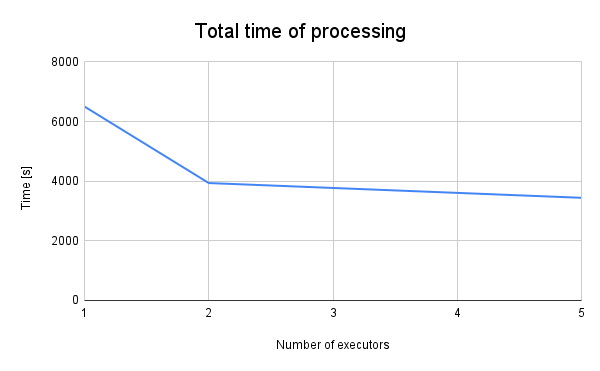 Total time of processing
8000
6000
4000
2000
0
Time [s]
1 2 3 4 5
Number of executors